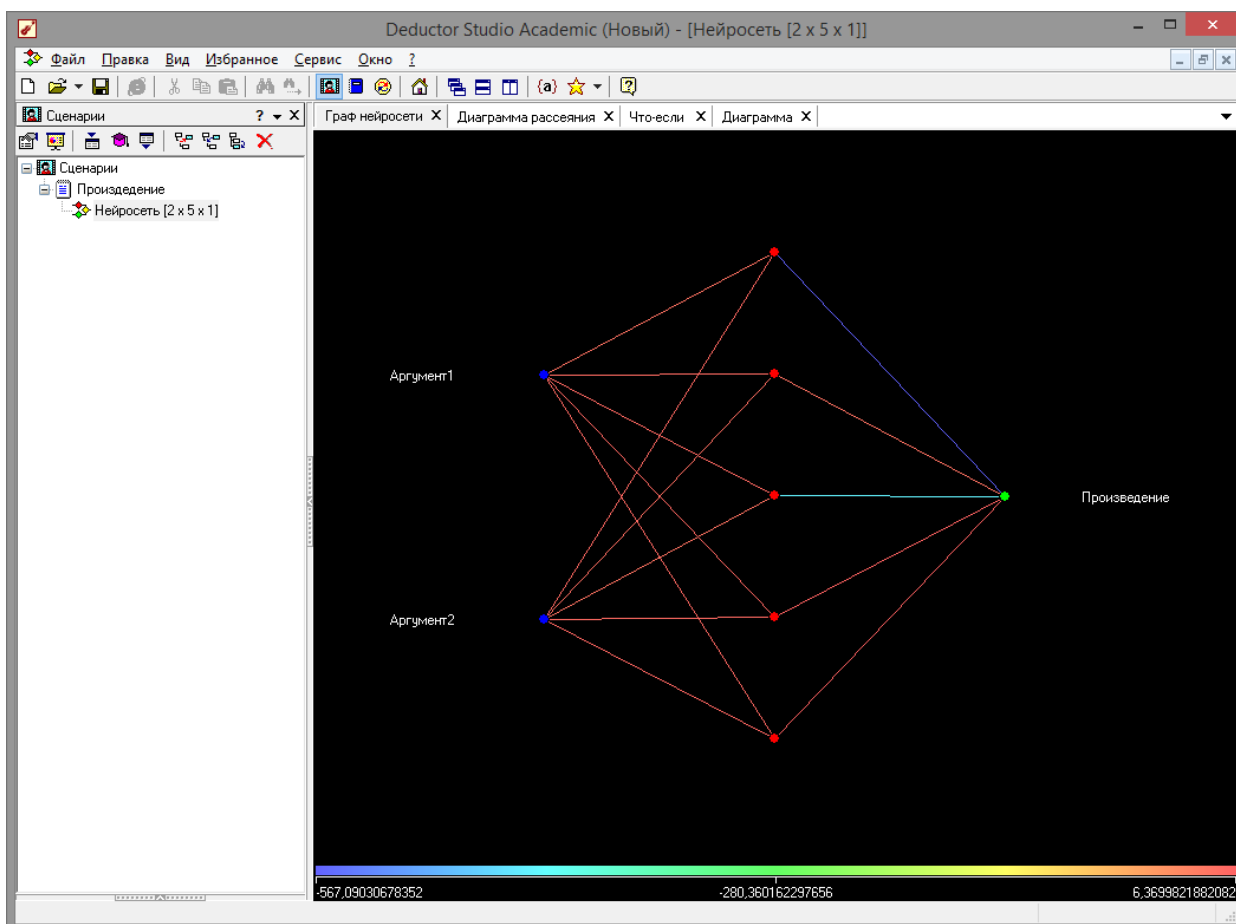 Deductor Studio Academic (Новый) - [Нейросеть [2 x 5 x 1]]
Файл Правка Вид Избранное Сервис Окно ?
{a}
Сценарии ?
Граф нейросети X Диаграмма рассеяния X Что-если X Диаграмма X
Сценарии
Произдедение
Нейросеть [2 x 5 x 1]
Аргумент1
Произведение
Аргумент2
-567,09030678352 -280,360162297656 6,3699821882082